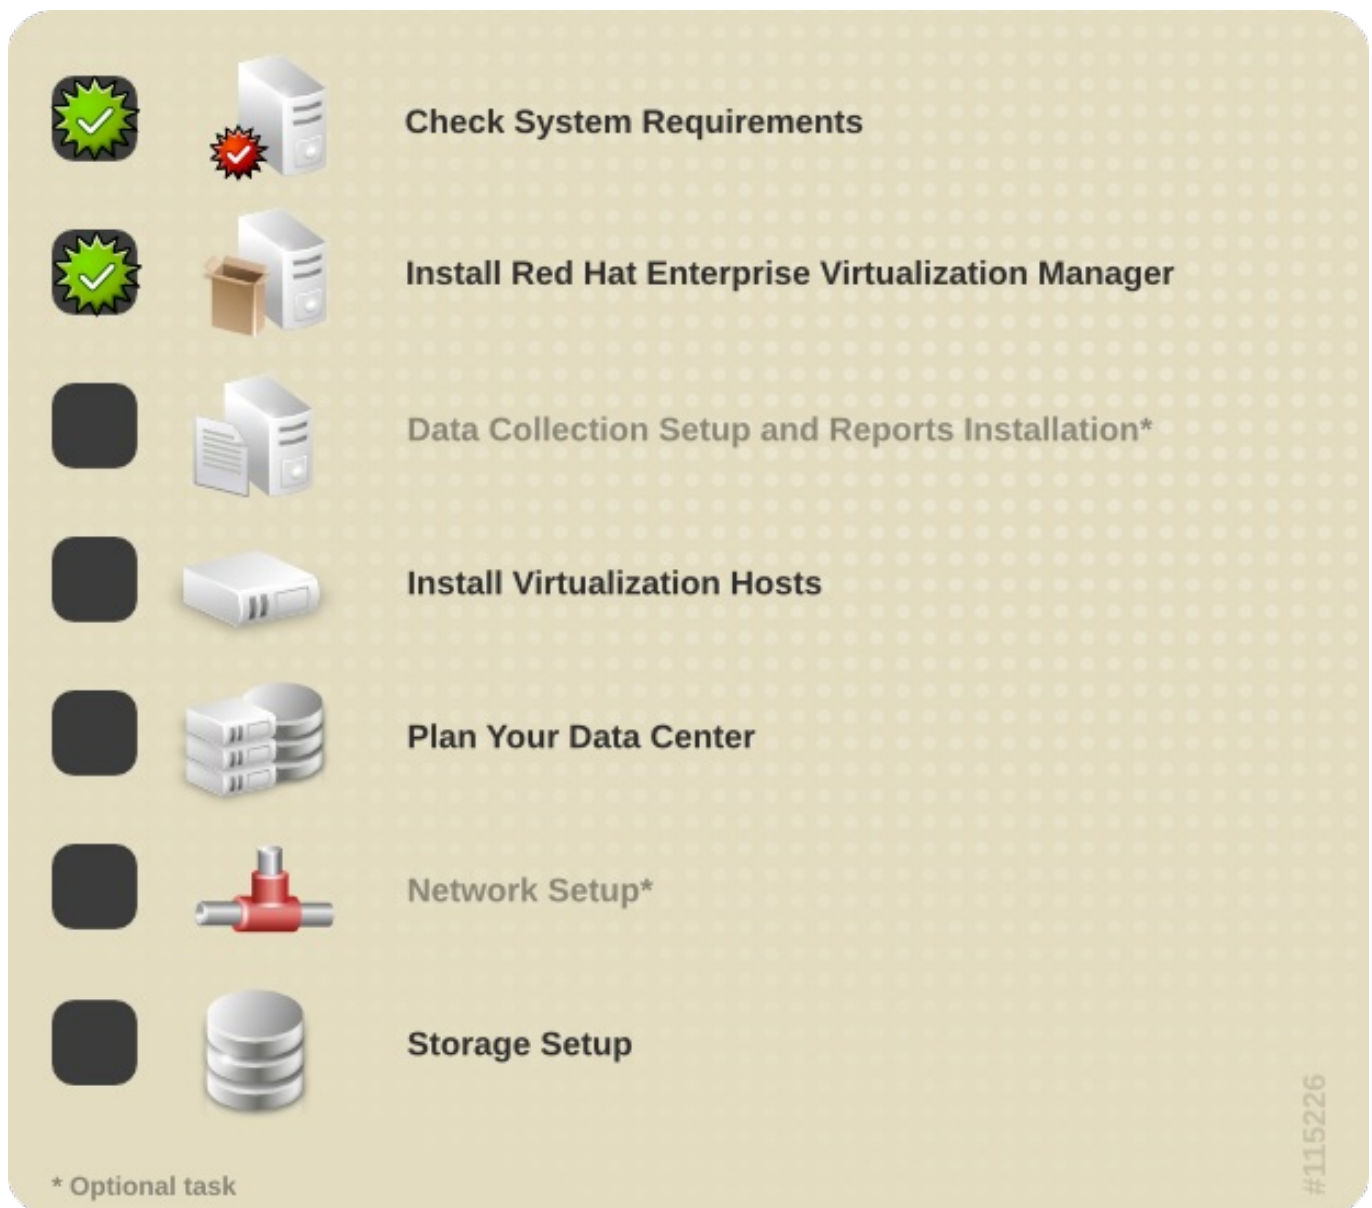 Check System Requirements
Install Red Hat Enterprise Virtualization Manager
Data Collection Setup and Reports Installation*
Install Virtualization Hosts
Plan Your Data Center
Network Setup*
Storage Setup
#115226
* Optional task